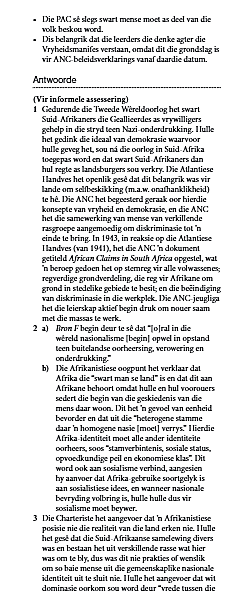 • Die PAC sê slegs swart mense moet as deel van die
volk beskou word.
• Dis belangrik dat die leerders die denke agter die
Vryheidsmanifes verstaan, omdat dit die grondslag is
vir ANC-beleidsverklarings vanaf daardie datum.
Antwoorde
(Vir informele assessering)
1 Gedurende die Tweede Wêreldoorlog het swart
Suid-Afrikaners die Geallieerdes as vrywilligers
gehelp in die stryd teen Nazi-onderdrukking. Hulle
het gedink die ideaal van demokrasie waarvoor
hulle geveg het, sou ná die oorlog in Suid-Afrika
toegepas word en dat swart Suid-Afrikaners dan
hul regte as landsburgers sou verkry. Die Atlantiese
Handves het openlik gesê dat dit belangrik was vir
lande om selfbeskikking (m.a.w. onafhanklikheid)
te hê. Die ANC het begeesterd geraak oor hierdie
konsepte van vryheid en demokrasie, en die ANC
het die samewerking van mense van verkillende
rasgroepe aangemoedig om diskriminasie tot 'n
einde te bring. In 1943, in reaksie op die Atlantiese
Handves (van 1941), het die ANC 'n dokument
getiteld African Claims in South Africa opgestel, wat
'n beroep gedoen het op stemreg vir alle volwassenes;
regverdige grondverdeling, die reg vir Afrikane om
grond in stedelike gebiede te besit; en die beëindiging
van diskriminasie in die werkplek. Die ANC-jeugliga
het die leierskap aktief begin druk om nouer saam
met die massas te werk.
2 a) Bron F begin deur te sê dat "[o]ral in die
wêreld nasionalisme [begin] opwel in opstand
teen buitelandse oorheersing, verowering en
onderdrukking."
b) Die Afrikanistiese oogpunt het verklaar dat
Afrika die "swart man se land" is en dat dit aan
Afrikane behoort omdat hulle en hul voorouers
sedert die begin van die geskiedenis van die
mens daar woon. Dit het 'n gevoel van eenheid
bevorder en dat uit die "heterogene stamme
daar 'n homogene nasie [moet] verrys." Hierdie
Afrika-identiteit moet alle ander identiteite
oorheers, soos "stamverbintenis, sosiale status,
opvoedkundige peil en ekonomiese klas". Dit
word ook aan sosialisme verbind, aangesien
hy aanvoer dat Afrika-gebruike soortgelyk is
aan sosialistiese idees, en wanneer nasionale
bevryding volbring is, hulle hulle dus vir
sosialisme moet beywer.
3 Die Charteriste het aangevoer dat 'n Afrikanistiese
posisie nie die realiteit van die land erken nie. Hulle
het gesê dat die Suid-Afrikaanse samelewing divers
was en bestaan het uit verskillende rasse wat hier
was om te bly, dus was dit nie prakties of wenslik
om so baie mense uit die gemeenskaplike nasionale
identiteit uit te sluit nie. Hulle het aangevoer dat wit
dominasie oorkom sou word deur "vrede tussen die